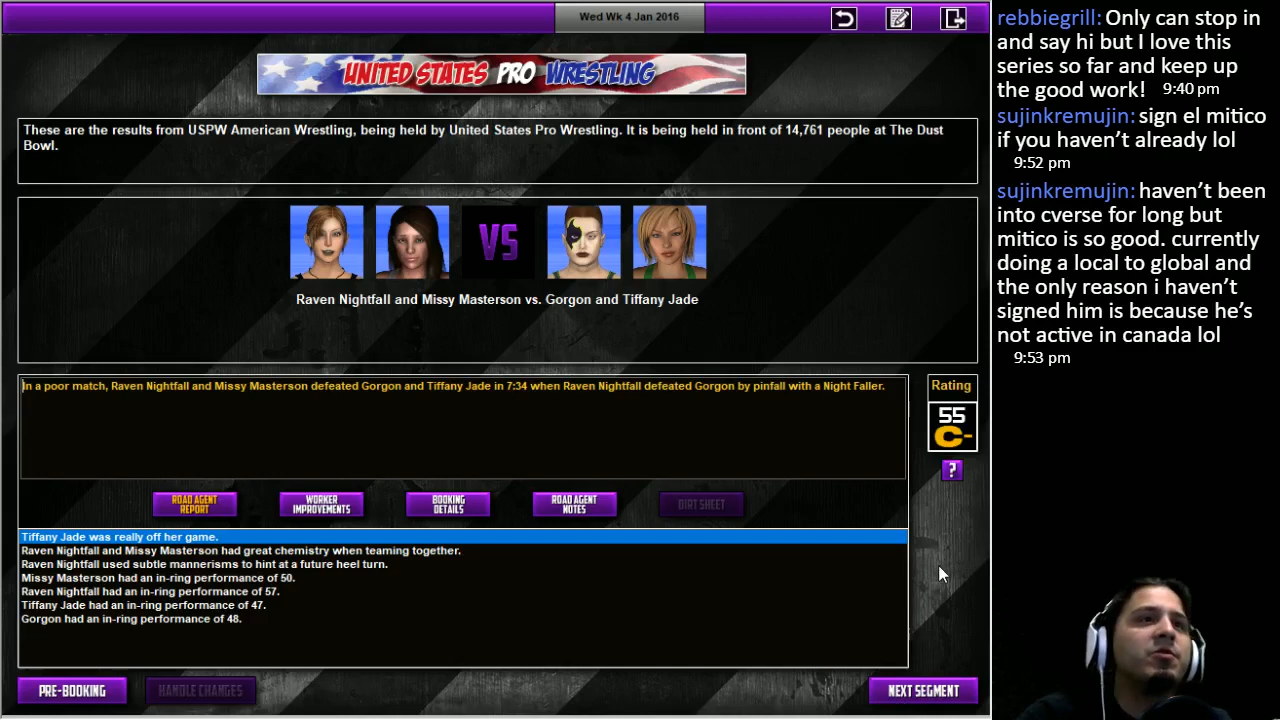 Wed Wk 4 Jan 2016
UNITED STATES PRO WRESTLING
These are the results from USPW American Wrestling, being held by United States Pro Wrestling. It is being held in front of 14,761 people at The Dust
Bowl.
VS
Raven Nightfall and Missy Masterson vs. Gorgon and Tiffany Jade
In a poor match, Raven Nightfall and Missy Masterson defeated Gorgon and Tiffany Jade in 7:34 when Raven Nightfall defeated Gorgon by pinfall with a Night Faller.
Rating
55
C-
?
ROAD AGENT
REPORT
WORKER
IMPROVEMENTS
BOOKING
DETAILS
ROAD AGENT
NOTES
DIRT SHEET
Tiffany Jade was really off her game.
Raven Nightfall and Missy Masterson had great chemistry when teaming together.
Raven Nightfall used subtle mannerisms to hint at a future heel turn.
Missy Masterson had an in-ring performance of 50.
Raven Nightfall had an in-ring performance of 57.
Tiffany Jade had an in-ring performance of 47.
Gorgon had an in-ring performance of 48.
PRE-BOOKING
HANDLE CHANGES
NEXT SEGMENT
rebbiegrill: Only can stop in
and say hi but I love this
series so far and keep up
the good work! 9:40 pm
sujinkremujin: sign el mitico
if you haven't already lol
9:52 pm
sujinkremujin: haven't been
into cverse for long but
mitico is so good. currently
doing a local to global and
the only reason i haven't
signed him is because he's
not active in canada lol
9:53 pm